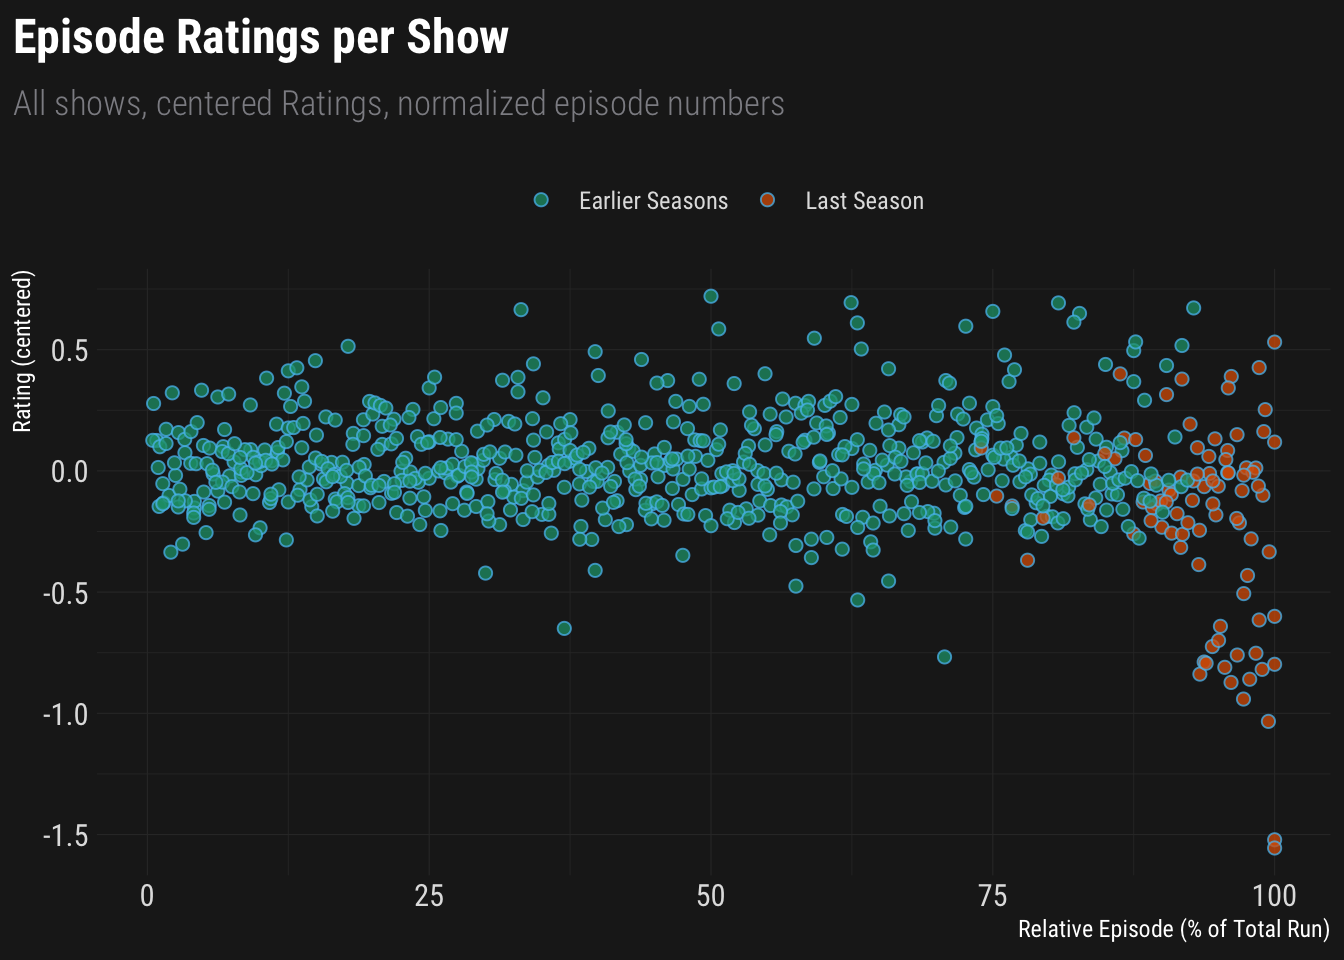 Episode Ratings per Show
All shows, centered Ratings, normalized episode numbers
Earlier Seasons
Last Season
Rating (centered)
0.5
0.0
-0.5
-1.0
-1.5
0
25
50
75
100
Relative Episode (% of Total Run)